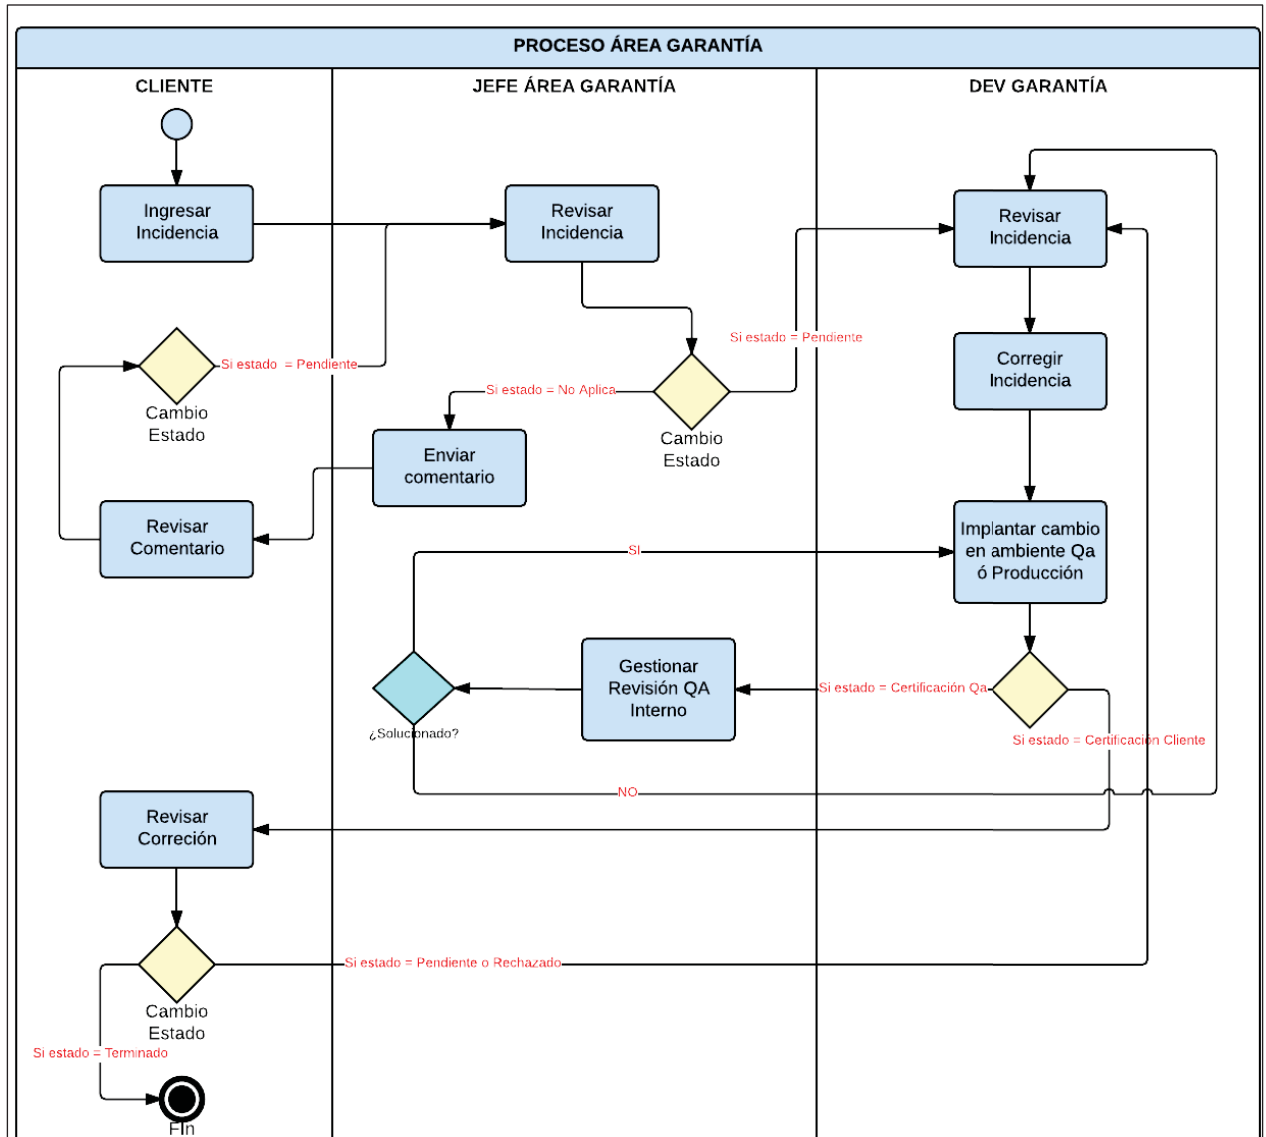 PROCESO ÁREA GARANTÍA
CLIENTE
JEFE ÁREA GARANTÍA
DEV GARANTÍA
Ingresar
Incidencia
Revisar
Incidencia
Revisar
Incidencia
Si estado = Pendiente
Si estado = Pendiente
Corregir
Incidencia
Si estado = No Aplica
Cambio
Estado
Cambio
Estado
Enviar
comentario
Revisar
Comentario
Implantar cambio
en ambiente Qa
ó Producción
SI
Gestionar
Revisión QA
Interno
Si estado = Certificación Qa
¿Solucionado?
Si estado = Certificación Cliente
NO
Revisar
Correción
Si estado = Pendiente o Rechazado
Cambio
Estado
Si estado = Terminado
Fin